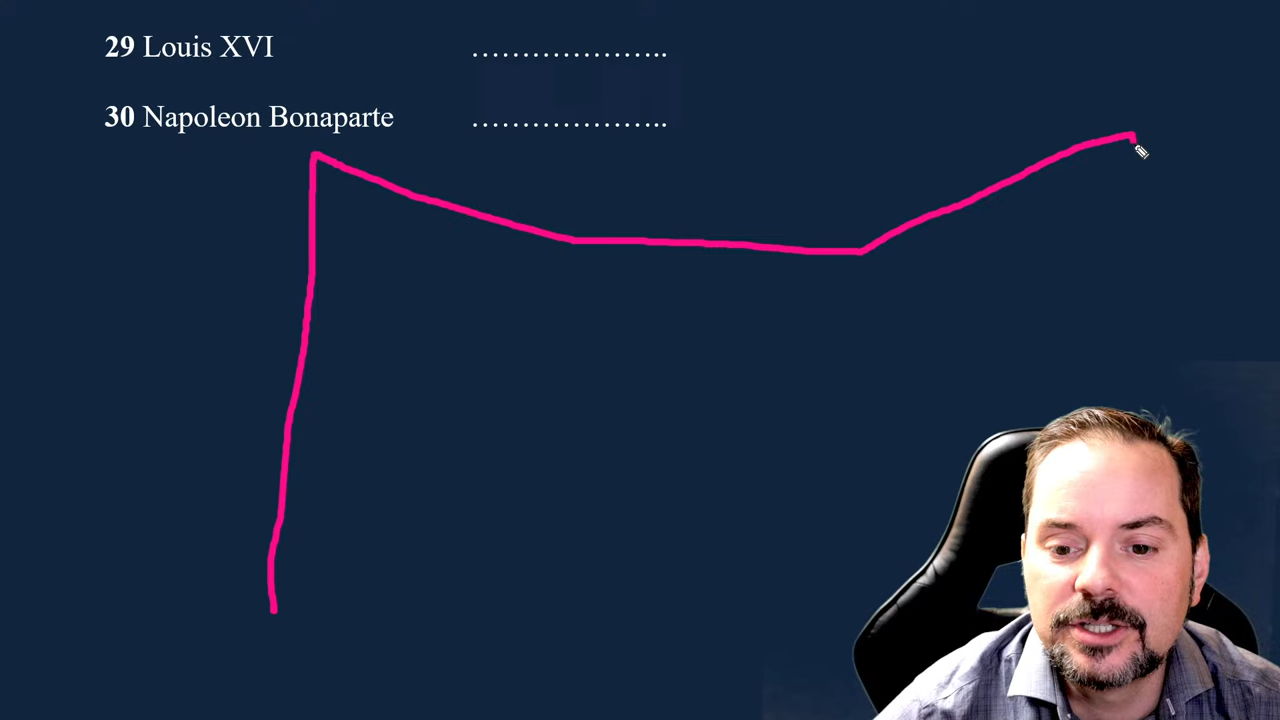 29 Louis XVI ………………..
30 Napoleon Bonaparte ………………..